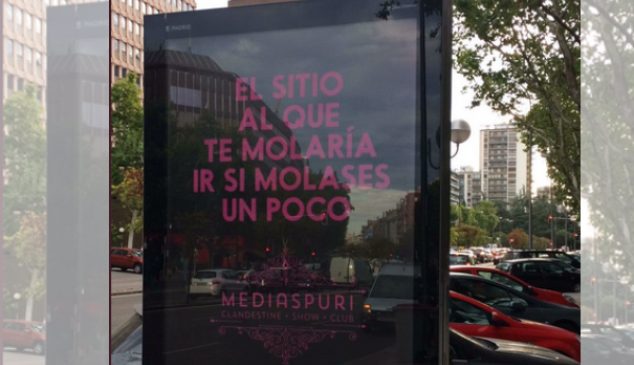 EL SITIO
AL QUE
TE MOLARÍA
IR SI MOLASES
UN POCO
MEDIASPURI
CLANDESTINE • SHOW • CLUB